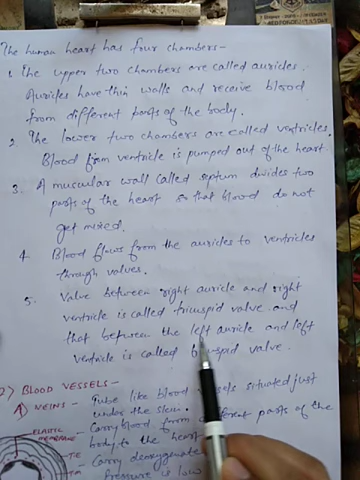 The human heart has four chambers-
1. The upper two chambers are called auricles.
Auricles have thin walls and receive blood
from different parts of the body.
2. The lower two chambers are called ventricles.
Blood from ventricle is pumped out of the heart.
3. A muscular wall called septum divides two
parts of the heart so that blood do not
get mixed.
4. Blood flows from the auricles to ventricles
through valves.
5. Valve between right auricle and right
ventricle is called tricuspid valve. and
that between the left auricle and left
ventricle is called valve.
2) BLOOD VESSELS-
A) VEINS - Tube like blood situated just
under the skin.
ELASTIC
MEMBRANE
Carry blood from parts of the
body to the heart
Carry
Pressure is low